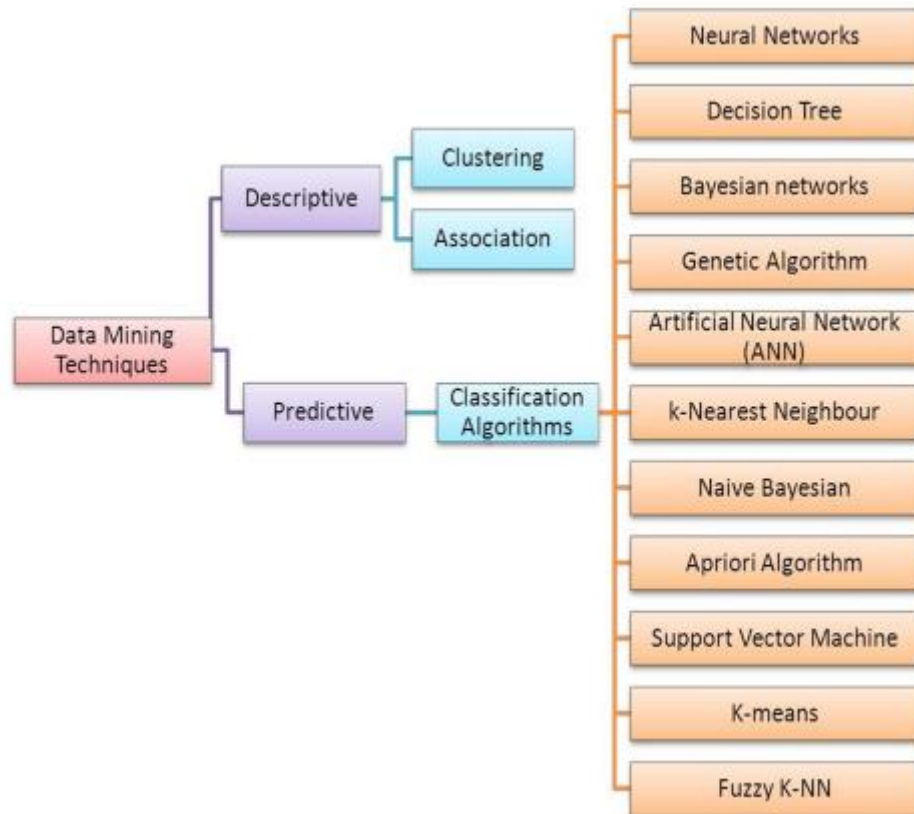 Data Mining
Techniques
Descriptive
Clustering
Association
Predictive
Classification
Algorithms
Neural Networks
Decision Tree
Bayesian networks
Genetic Algorithm
Artificial Neural Network
(ANN)
k-Nearest Neighbour
Naive Bayesian
Apriori Algorithm
Support Vector Machine
K-means
Fuzzy K-NN